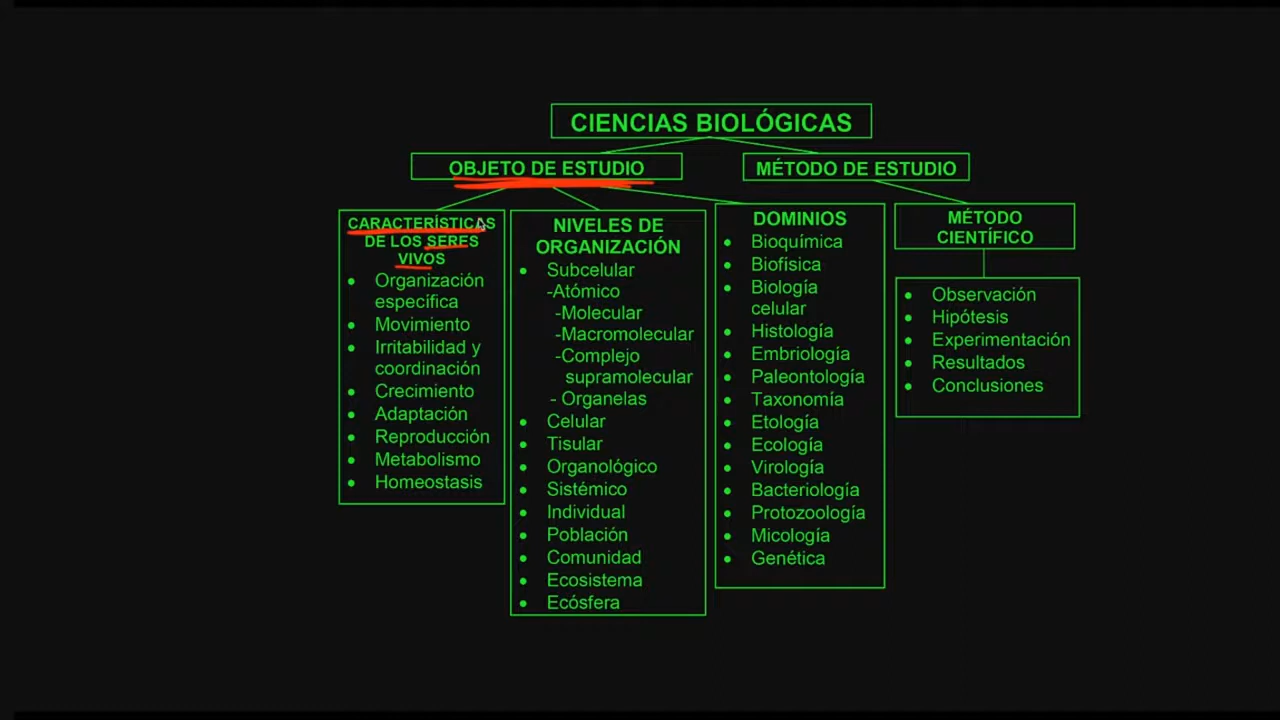 CIENCIAS BIOLÓGICAS
OBJETO DE ESTUDIO
MÉTODO DE ESTUDIO
CARACTERÍSTICAS
DE LOS SERES
VIVOS
• Organización
específica
• Movimiento
• Irritabilidad y
coordinación
• Crecimiento
• Adaptación
• Reproducción
• Metabolismo
• Homeostasis
NIVELES DE
ORGANIZACIÓN
• Subcelular
-Atómico
-Molecular
-Macromolecular
-Complejo
supramolecular
- Organelas
• Celular
• Tisular
• Organológico
• Sistémico
• Individual
• Población
• Comunidad
• Ecosistema
• Ecósfera
DOMINIOS
• Bioquímica
• Biofísica
• Biología
celular
• Histología
• Embriología
• Paleontología
• Taxonomía
• Etología
• Ecología
• Virología
• Bacteriología
• Protozoología
• Micología
• Genética
MÉTODO
CIENTÍFICO
• Observación
• Hipótesis
• Experimentación
• Resultados
• Conclusiones